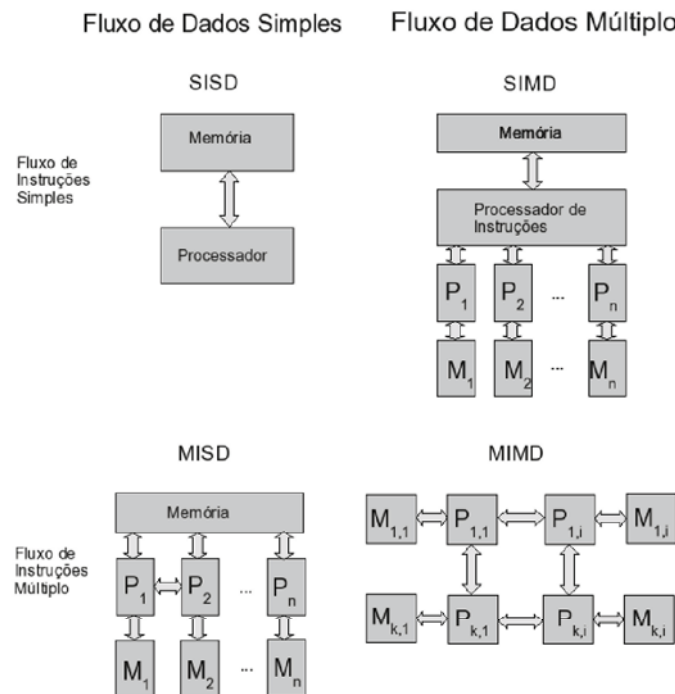 Fluxo de Dados Simples
Fluxo de Dados Múltiplo
SISD
SIMD
Fluxo de
Instruções
Simples
Memória
Processador
Memória
Processador de
Instruções
P1 P2 ... Pn
M1 M2 ... Mn
MISD
MIMD
Fluxo de
Instruções
Múltiplo
Memória
P1 P2 ... Pn
M1 M2 ... Mn
M1,1 P1,1 P1,i M1,i
Mk,1 Pk,1 Pk,i Mk,i